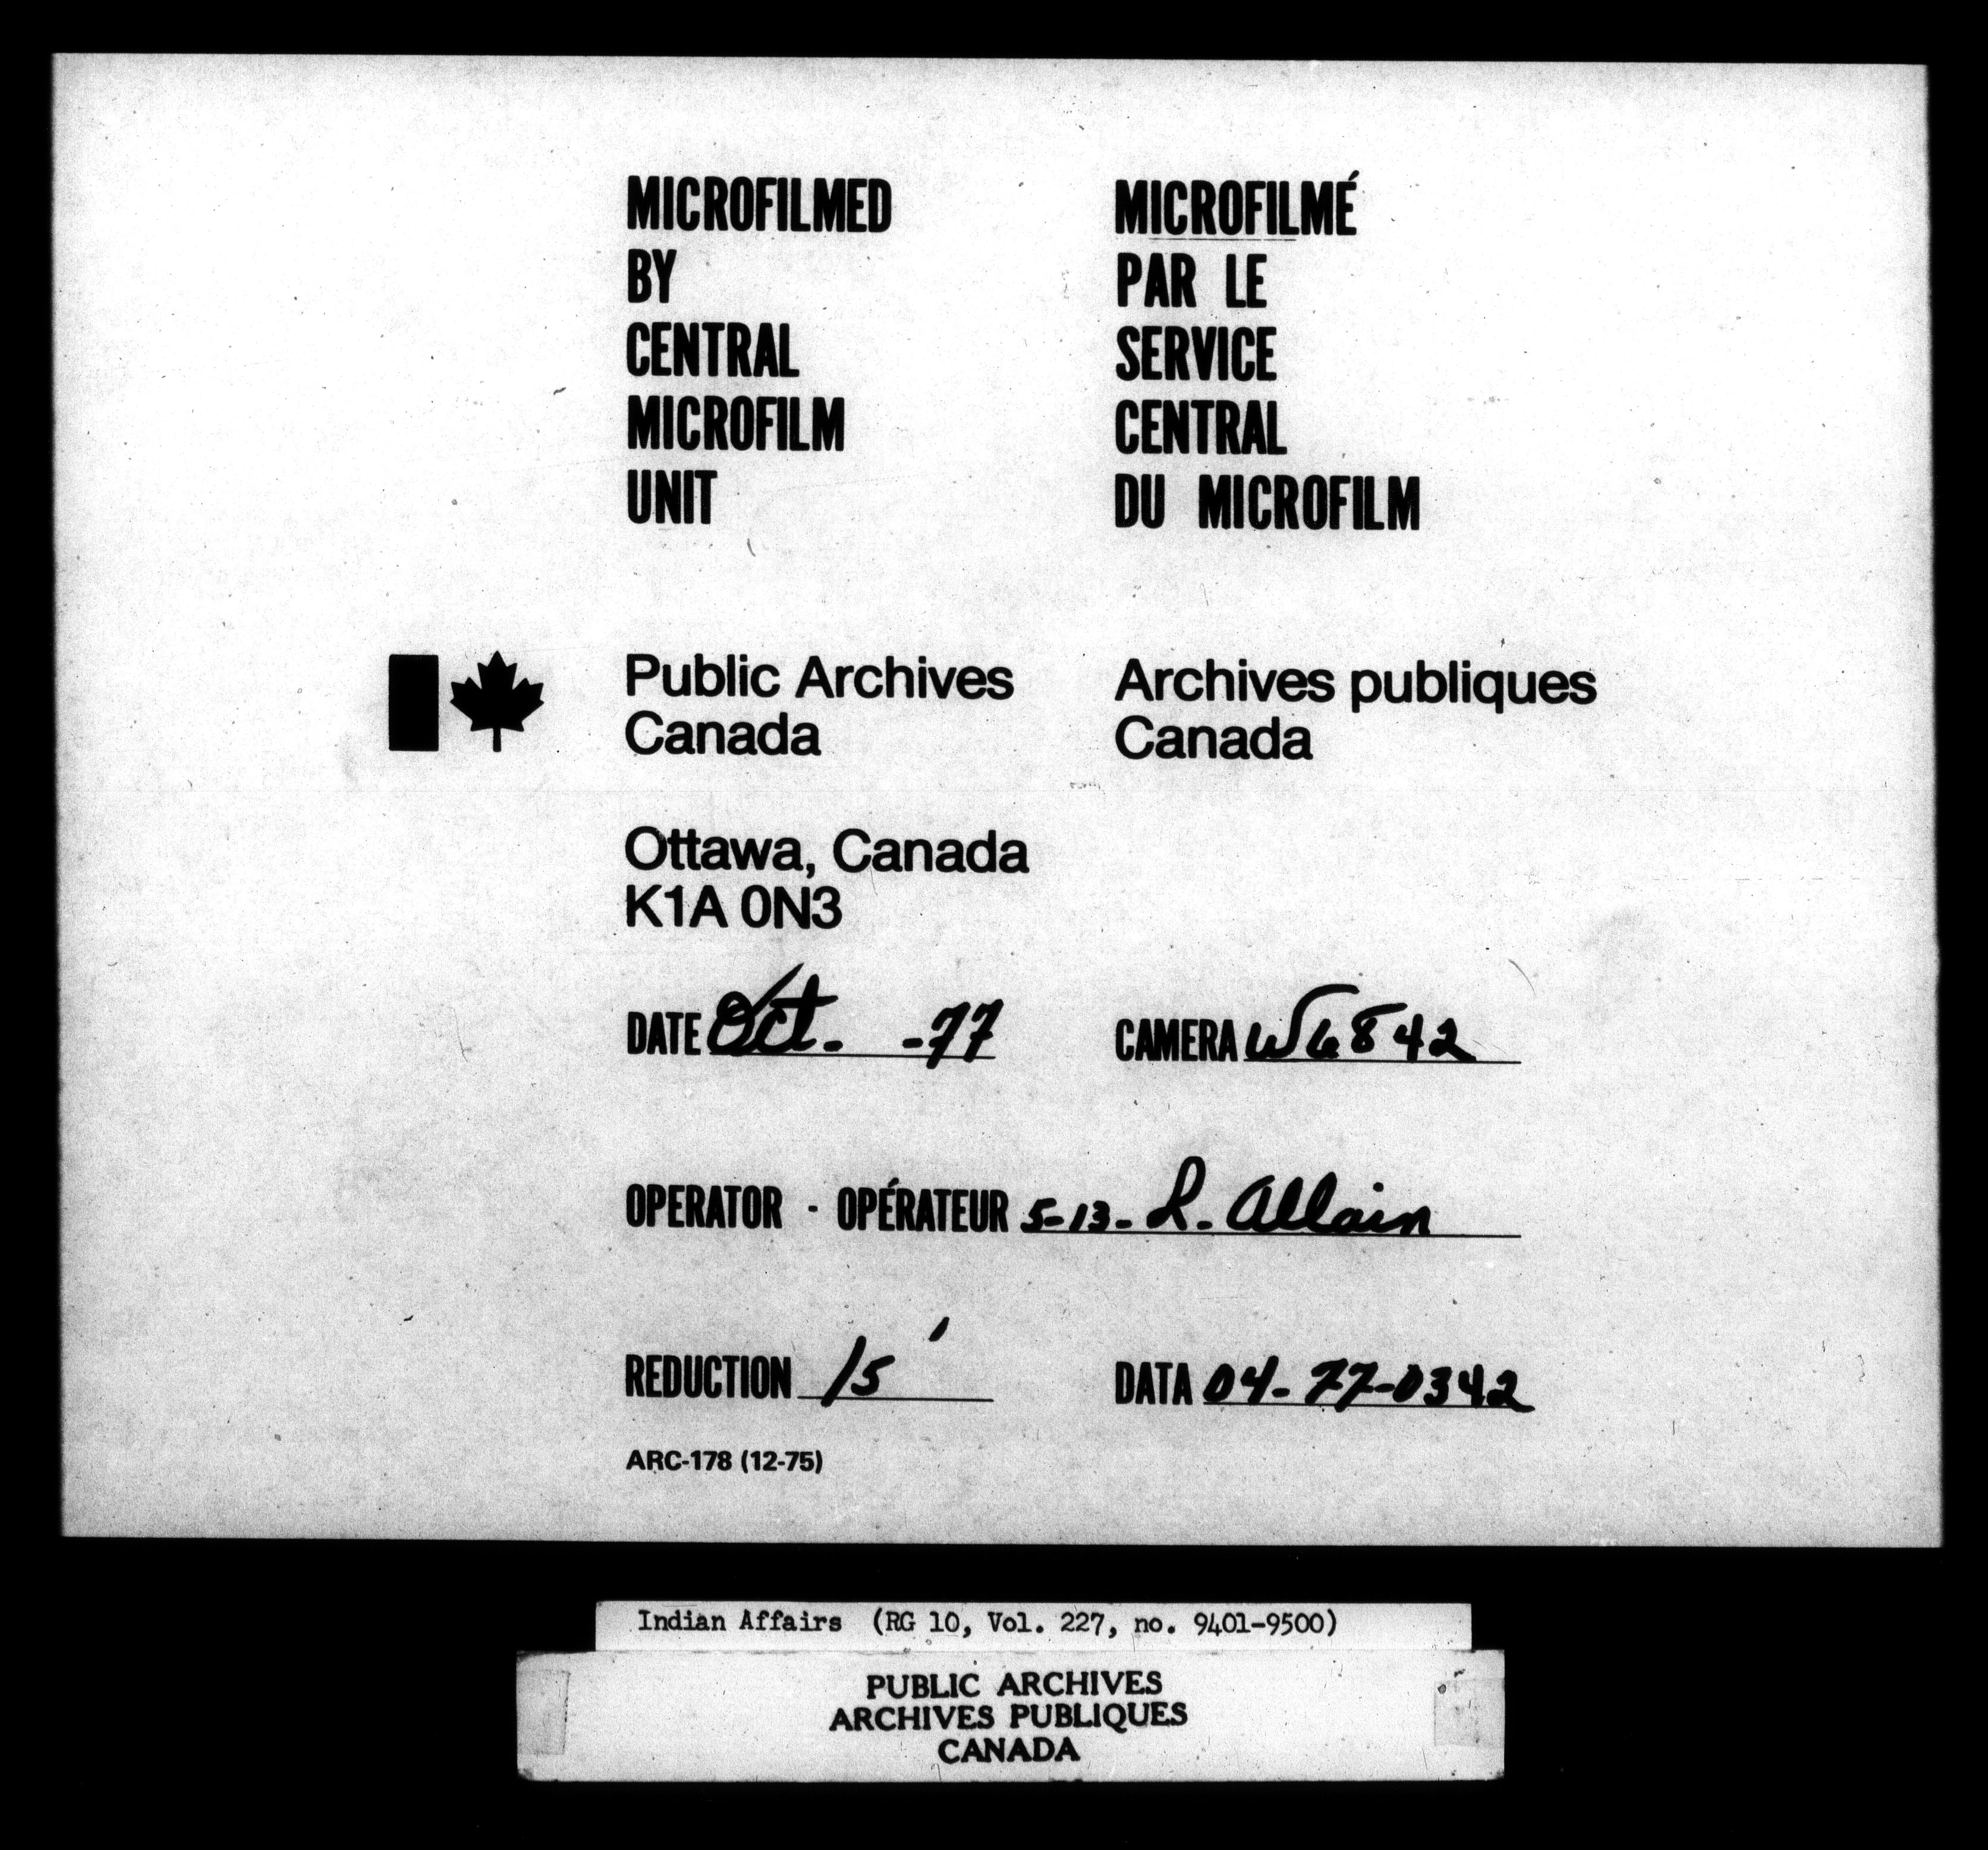 MICROFILMED
BY
CENTRAL
MICROFILM
UNIT
MICROFILMÉ
PAR LE
SERVICE
CENTRAL
DU MICROFILM
Public Archives
Canada
Archives publiques
Canada
Ottawa, Canada
K1A 0N3
DATE Oct. -77
CAMERA W6842
OPERATOR - OPÉRATEUR 5-13- L. Allain
REDUCTION 15
DATA 04-77-0342
ARC-178 (12-75)
Indian Affairs (RG 10, Vol. 227, no. 9401-9500)
PUBLIC ARCHIVES
ARCHIVES PUBLIQUES
CANADA